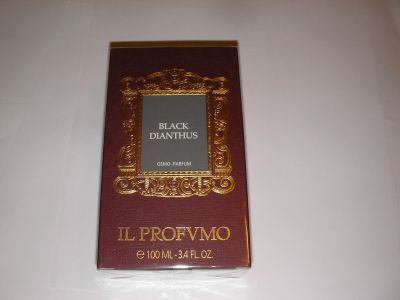 BLACK
DIANTHUS
OSMO-PARFUM
IL PROFVMO
℮ 100 ML - 3.4 FL. OZ.